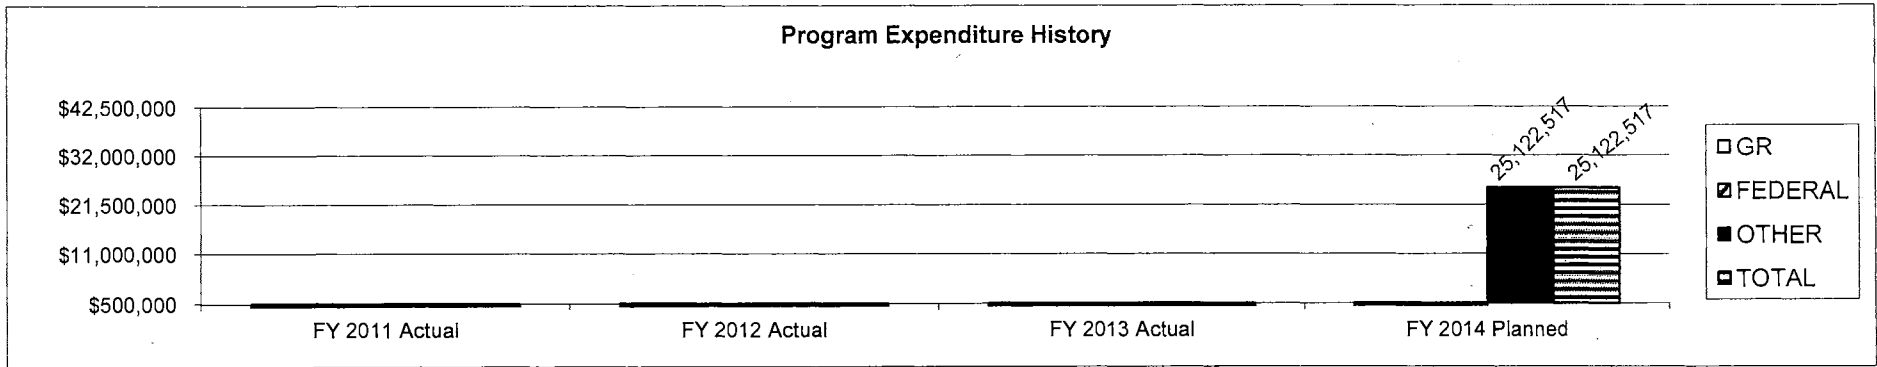 Program Expenditure History
$42,500,000
$32,000,000
$21,500,000
$11,000,000
$500,000
25,122,517
25,122,517
FY 2011 Actual
FY 2012 Actual
FY 2013 Actual
FY 2014 Planned
GR
FEDERAL
OTHER
TOTAL